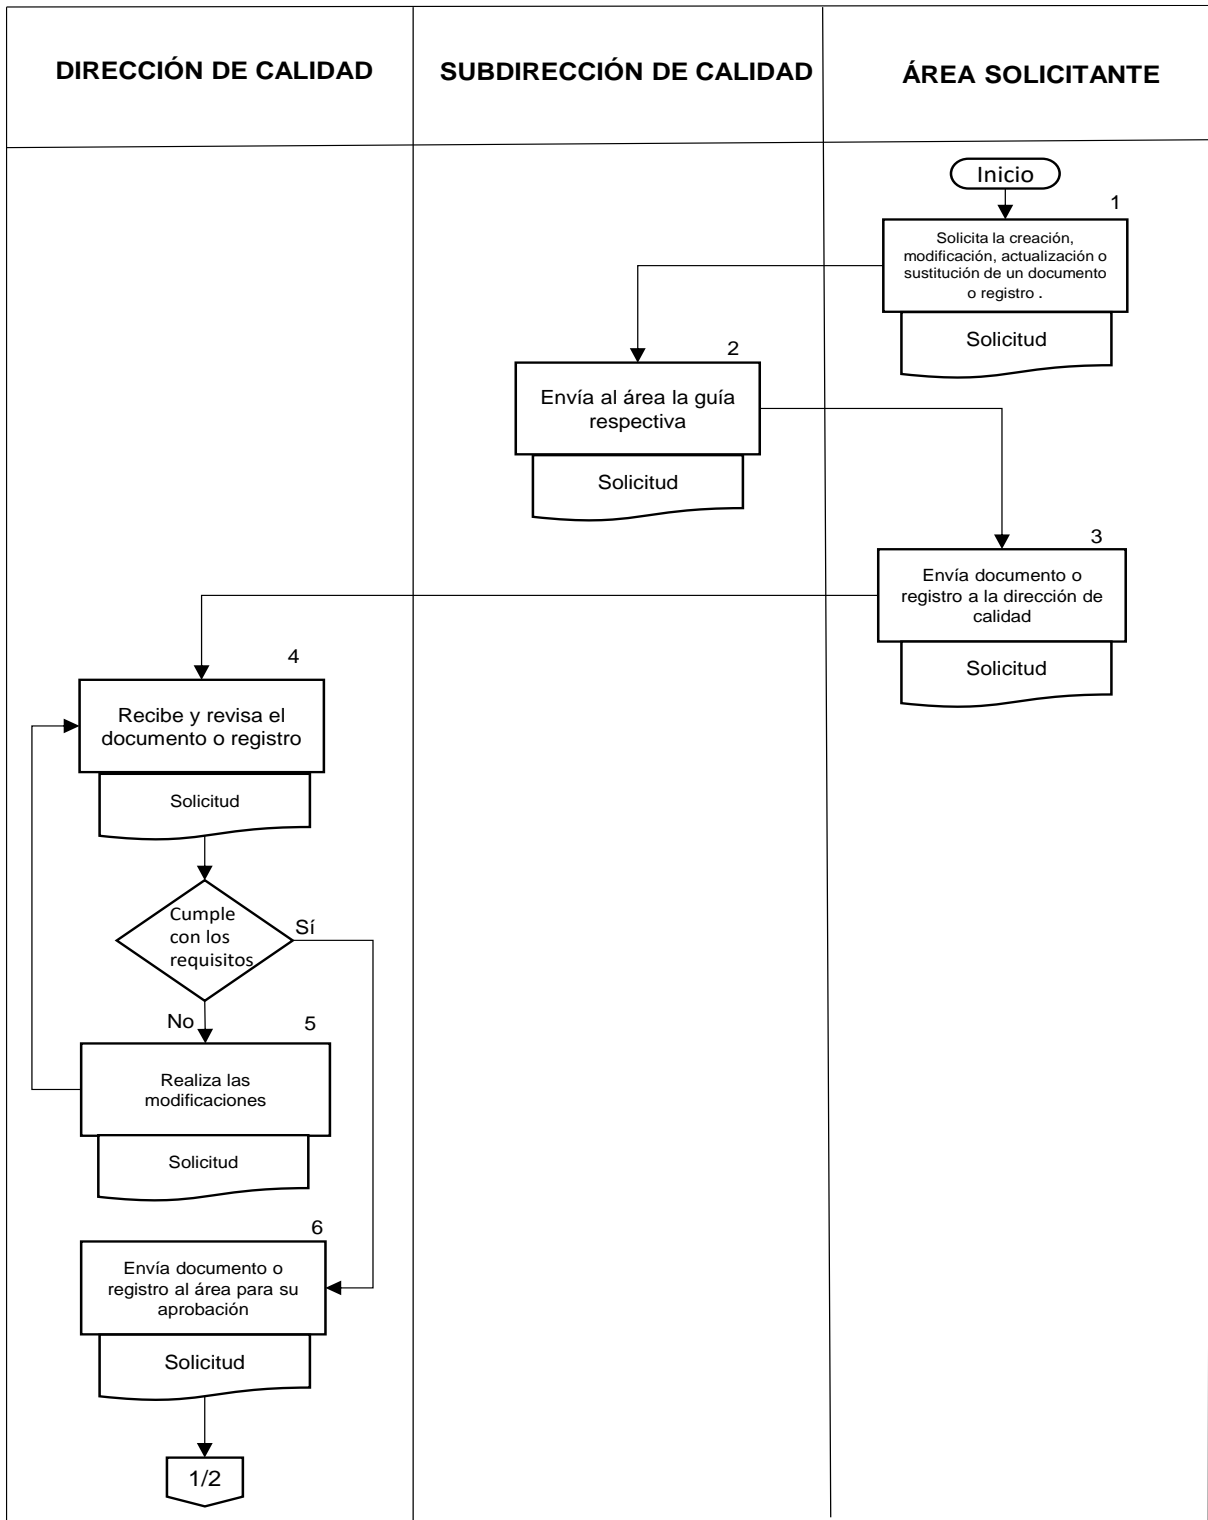 DIRECCIÓN DE CALIDAD
SUBDIRECCIÓN DE CALIDAD
ÁREA SOLICITANTE
Inicio
1
Solicita la creación,
modificación, actualización o
sustitución de un documento
o registro .
Solicitud
2
Envía al área la guía
respectiva
Solicitud
3
Envía documento o
registro a la dirección de
calidad
Solicitud
4
Recibe y revisa el
documento o registro
Solicitud
Cumple
con los
requisitos
Sí
No
5
Realiza las
modificaciones
Solicitud
6
Envía documento o
registro al área para su
aprobación
Solicitud
1/2